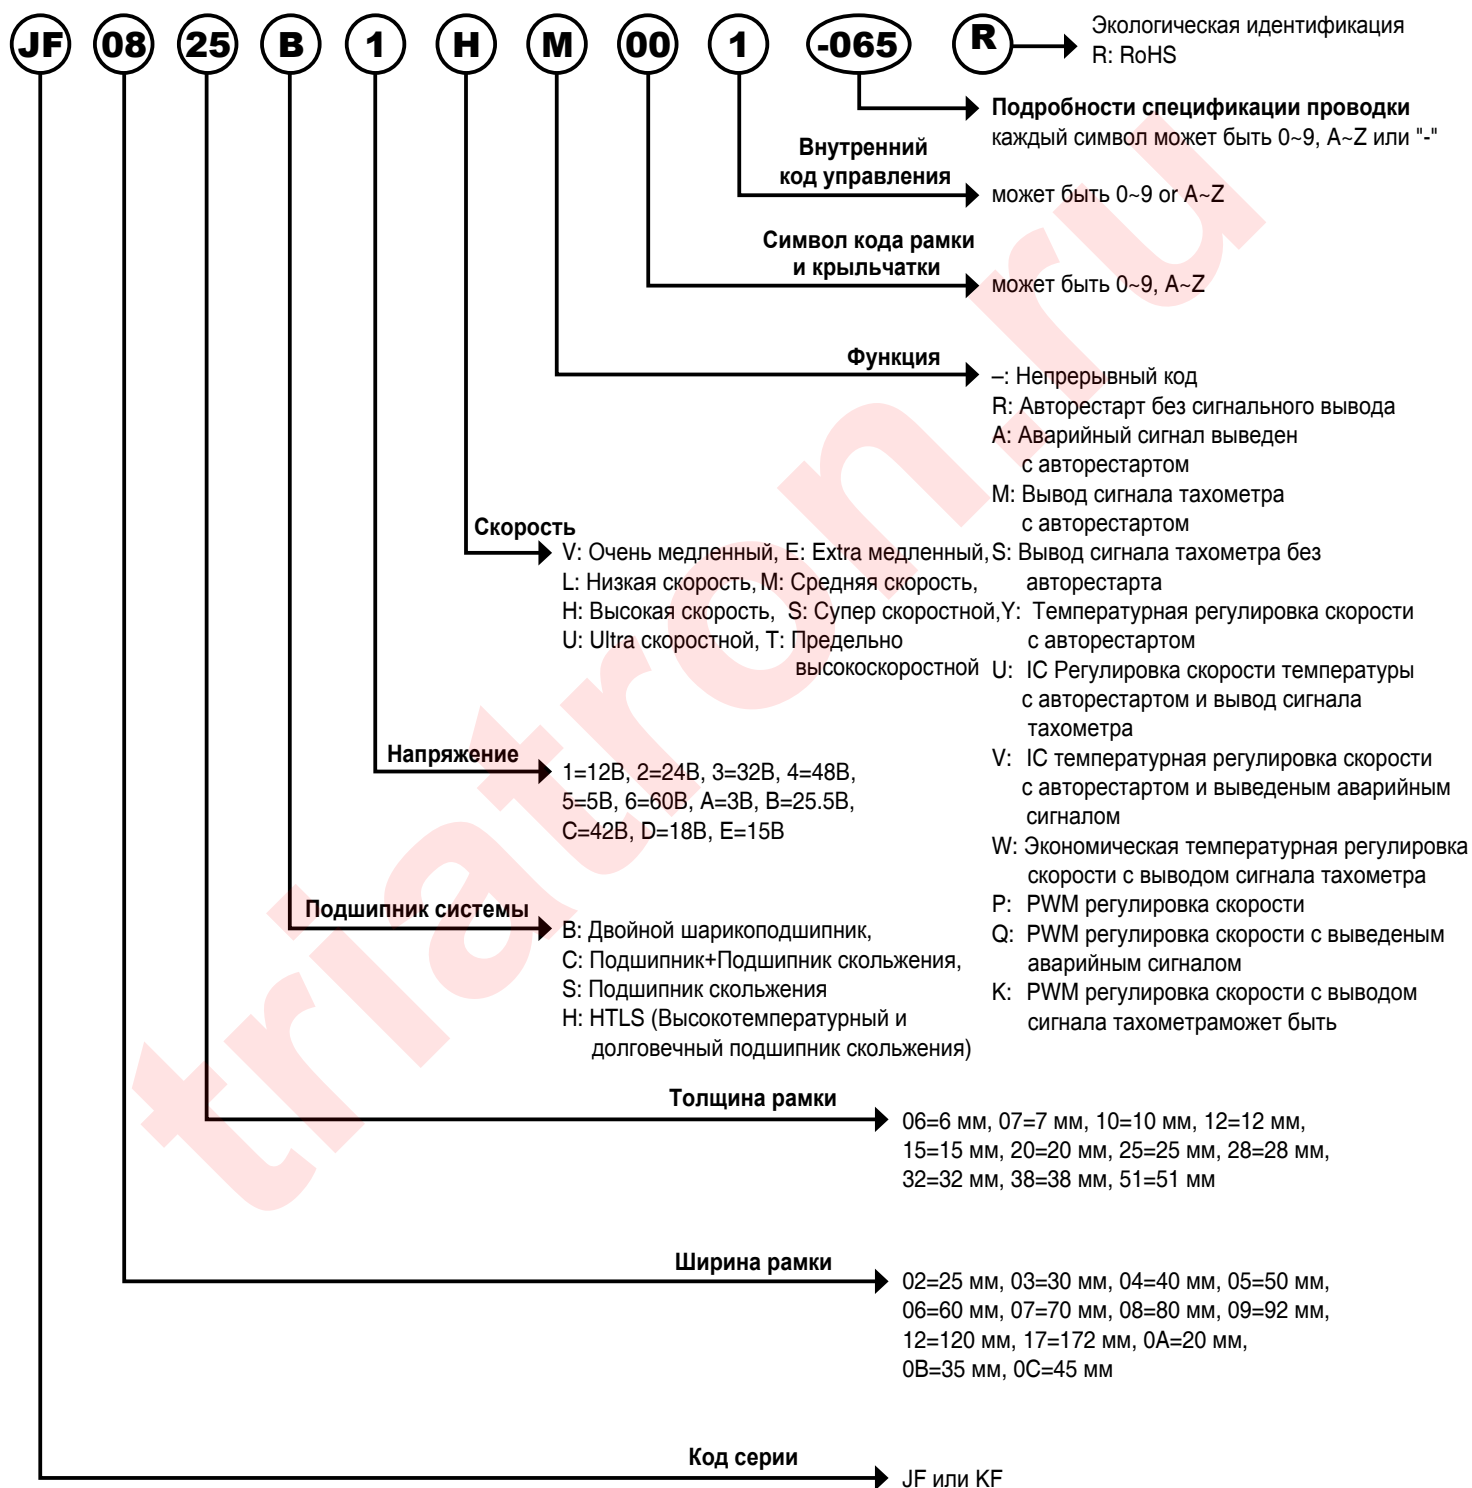 JF 08 25 B 1 H M 00 1 -065 R
Экологическая идентификация
R: RoHS
Подробности спецификации проводки
каждый символ может быть 0~9, A~Z или "-"
Внутренний
код управления
может быть 0~9 or A~Z
Символ кода рамки
и крыльчатки
может быть 0~9, A~Z
Функция
–: Непрерывный код
R: Авторестарт без сигнального вывода
A: Аварийный сигнал выведен
с авторестартом
M: Вывод сигнала тахометра
с авторестартом
S: Вывод сигнала тахометра без
авторестарта
Y: Температурная регулировка скорости
с авторестартом
U: IC Регулировка скорости температуры
с авторестартом и вывод сигнала
тахометра
V: IC температурная регулировка скорости
с авторестартом и выведеным аварийным
сигналом
W: Экономическая температурная регулировка
скорости с выводом сигнала тахометра
P: PWM регулировка скорости
Q: PWM регулировка скорости с выведеным
аварийным сигналом
K: PWM регулировка скорости с выводом
сигнала тахометраможет быть
Скорость
V: Очень медленный, E: Extra медленный,
L: Низкая скорость, M: Средняя скорость,
H: Высокая скорость, S: Супер скоростной,
U: Ultra скоростной, T: Предельно
высокоскоростной
Напряжение
1=12В, 2=24В, 3=32В, 4=48В,
5=5В, 6=60В, A=3В, B=25.5В,
C=42В, D=18В, E=15В
Подшипник системы
B: Двойной шарикоподшипник,
C: Подшипник+Подшипник скольжения,
S: Подшипник скольжения
H: HTLS (Высокотемпературный и
долговечный подшипник скольжения)
Толщина рамки
06=6 мм, 07=7 мм, 10=10 мм, 12=12 мм,
15=15 мм, 20=20 мм, 25=25 мм, 28=28 мм,
32=32 мм, 38=38 мм, 51=51 мм
Ширина рамки
02=25 мм, 03=30 мм, 04=40 мм, 05=50 мм,
06=60 мм, 07=70 мм, 08=80 мм, 09=92 мм,
12=120 мм, 17=172 мм, 0A=20 мм,
0B=35 мм, 0C=45 мм
Код серии
JF или KF
triatron.ru